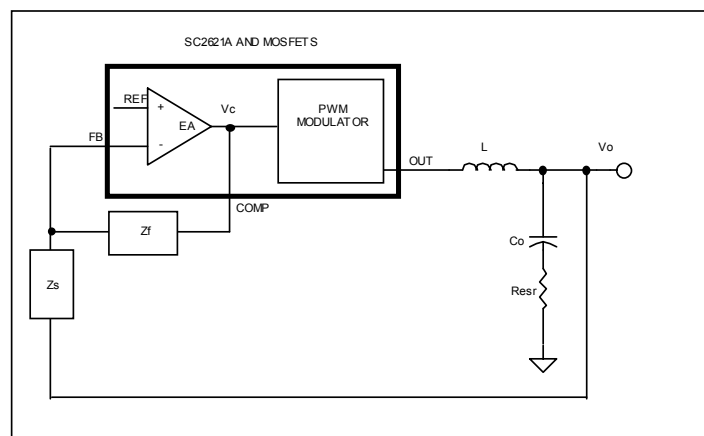 SC2621A AND MOSFETS
REF
+
EA
-
Vc
FB
PWM
MODULATOR
OUT
L
Vo
COMP
Zf
Zs
Co
Resr